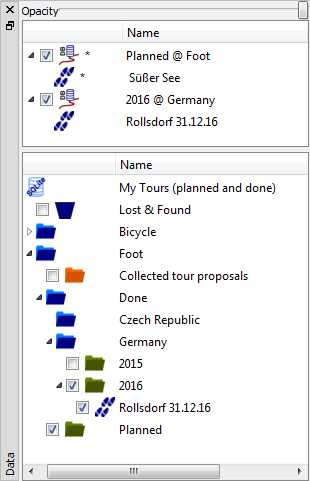 Opacity
Name
* Planned @ Foot
* Süßer See
2016 @ Germany
Rollsdorf 31.12.16
Name
SQLite My Tours (planned and done)
Lost & Found
Bicycle
Foot
Collected tour proposals
Done
Czech Republic
Germany
2015
2016
Rollsdorf 31.12.16
Planned
Data